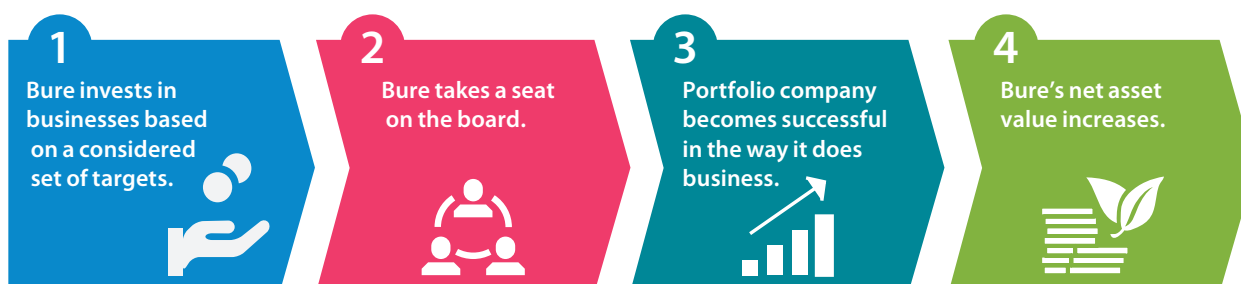 1
Bure invests in
businesses based
on a considered
set of targets.
2
Bure takes a seat
on the board.
3
Portfolio company
becomes successful
in the way it does
business.
4
Bure’s net asset
value increases.